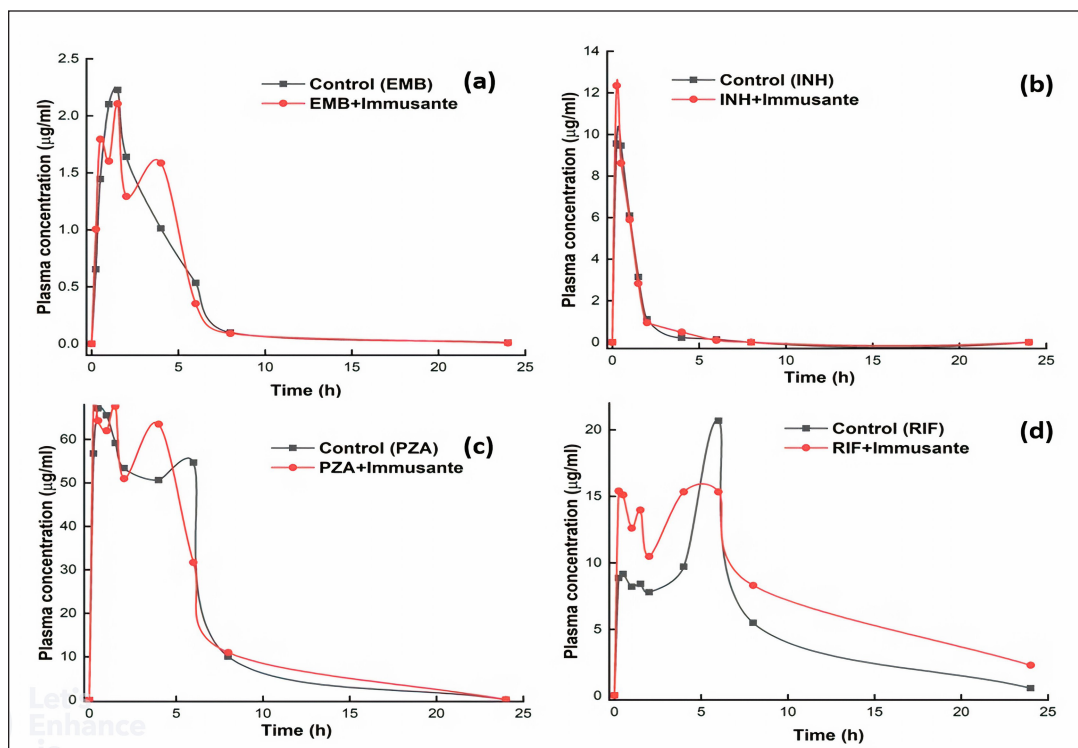 2.5
2.0
1.5
1.0
0.5
0.0
Plasma concentration (µg/ml)
Control (EMB)
EMB+Immusante
(a)
0 5 10 15 20 25
Time (h)
14
12
10
8
6
4
2
0
Plasma concentration (µg/ml)
Control (INH)
INH+Immusante
(b)
0 5 10 15 20 25
Time (h)
60
50
40
30
20
10
0
Plasma concentration (µg/ml)
Control (PZA)
PZA+Immusante
(c)
0 5 10 15 20 25
Time (h)
20
15
10
5
0
Plasma concentration (µg/ml)
Control (RIF)
RIF+Immusante
(d)
0 5 10 15 20 25
Time (h)
Let's
Enhance